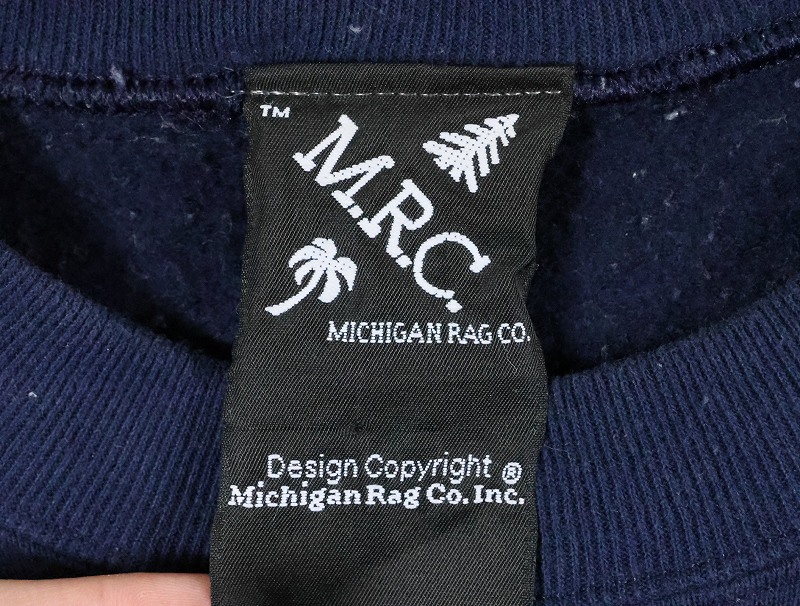 ™
M.R.C.
MICHIGAN RAG CO.
Design Copyright ®
Michigan Rag Co. Inc.